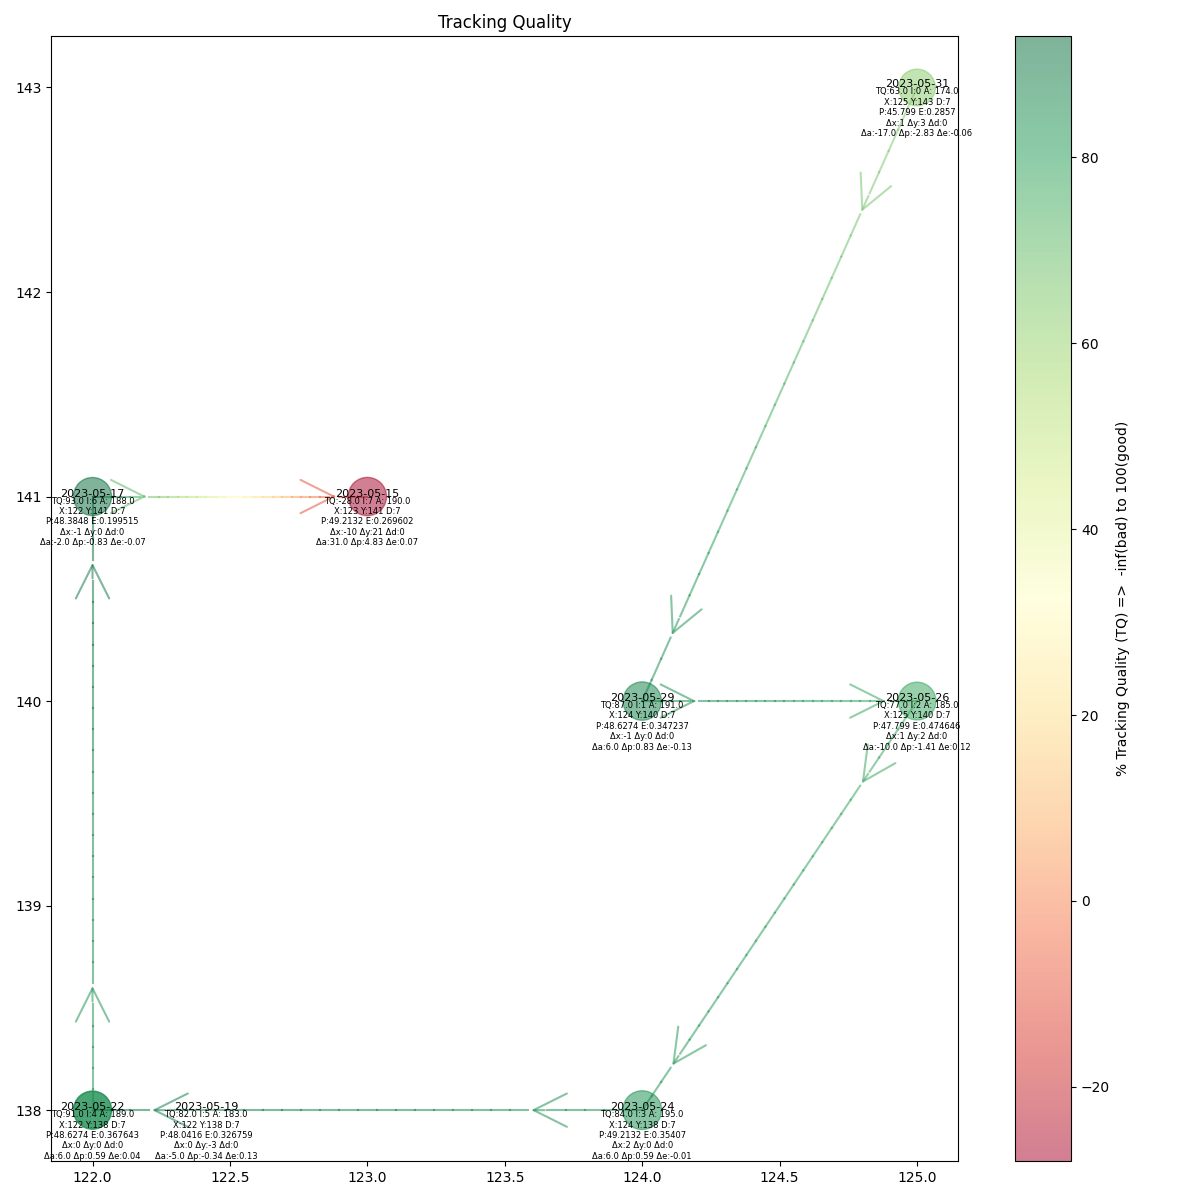 Tracking Quality
143
142
141
140
139
138
2023-05-31
TQ:63.0 I:0 A: 174.0
X:125 Y:143 D:7
P:45.799 E:0.2857
Δx:1 Δy:3 Δd:0
Δa:-17.0 Δp:-2.83 Δe:-0.06
2023-05-17
TQ:93.0 I:6 A: 188.0
X:122 Y:141 D:7
P:48.3848 E:0.199515
Δx:-1 Δy:0 Δd:0
Δa:-2.0 Δp:-0.83 Δe:-0.07
2023-05-15
TQ:-28.0 I:7 A: 190.0
X:123 Y:141 D:7
P:49.2132 E:0.269602
Δx:-10 Δy:21 Δd:0
Δa:31.0 Δp:4.83 Δe:0.07
2023-05-29
TQ:87.0 I:1 A: 191.0
X:124 Y:140 D:7
P:48.6274 E:0.347237
Δx:-1 Δy:0 Δd:0
Δa:6.0 Δp:0.83 Δe:-0.13
2023-05-26
TQ:77.0 I:2 A: 185.0
X:125 Y:140 D:7
P:47.799 E:0.474646
Δx:1 Δy:2 Δd:0
Δa:-10.0 Δp:-1.41 Δe:0.12
2023-05-22
TQ:91.0 I:4 A: 189.0
X:122 Y:138 D:7
P:48.6274 E:0.367643
Δx:0 Δy:0 Δd:0
Δa:6.0 Δp:0.59 Δe:0.04
2023-05-19
TQ:82.0 I:5 A: 183.0
X:122 Y:138 D:7
P:48.0416 E:0.326759
Δx:0 Δy:-3 Δd:0
Δa:-5.0 Δp:-0.34 Δe:0.13
2023-05-24
TQ:84.0 I:3 A: 195.0
X:124 Y:138 D:7
P:49.2132 E:0.35407
Δx:2 Δy:0 Δd:0
Δa:6.0 Δp:0.59 Δe:-0.01
122.0 122.5 123.0 123.5 124.0 124.5 125.0
80
60
40
20
0
−20
% Tracking Quality (TQ) => -inf(bad) to 100(good)